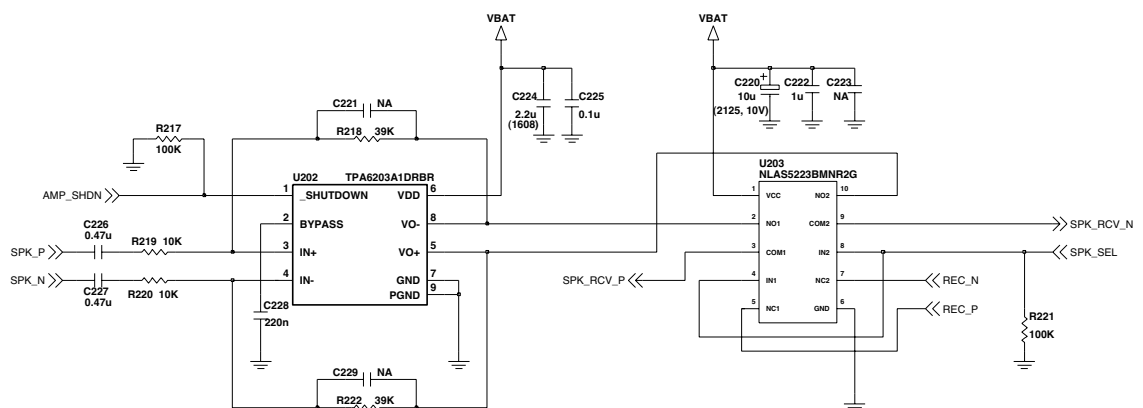 VBAT
VBAT
C221 NA
R218 39K
C224
2.2u
(1608)
C225
0.1u
C220
10u
(2125, 10V)
+
C222
1u
C223
NA
R217
100K
AMP_SHDN
U202 TPA6203A1DRBR
1 _SHUTDOWN VDD 6
2 BYPASS VO- 8
3 IN+ VO+ 5
4 IN- GND 7
PGND 9
C226
0.47u
SPK_P
R219 10K
SPK_N
C227
0.47u
R220 10K
C228
220n
C229 NA
R222 39K
U203
NLAS5223BMNR2G
1 VCC NO2 10
2 NO1 COM2 9
3 COM1 IN2 8
4 IN1 NC2 7
5 NC1 GND 6
SPK_RCV_P
SPK_RCV_N
SPK_SEL
REC_N
REC_P
R221
100K